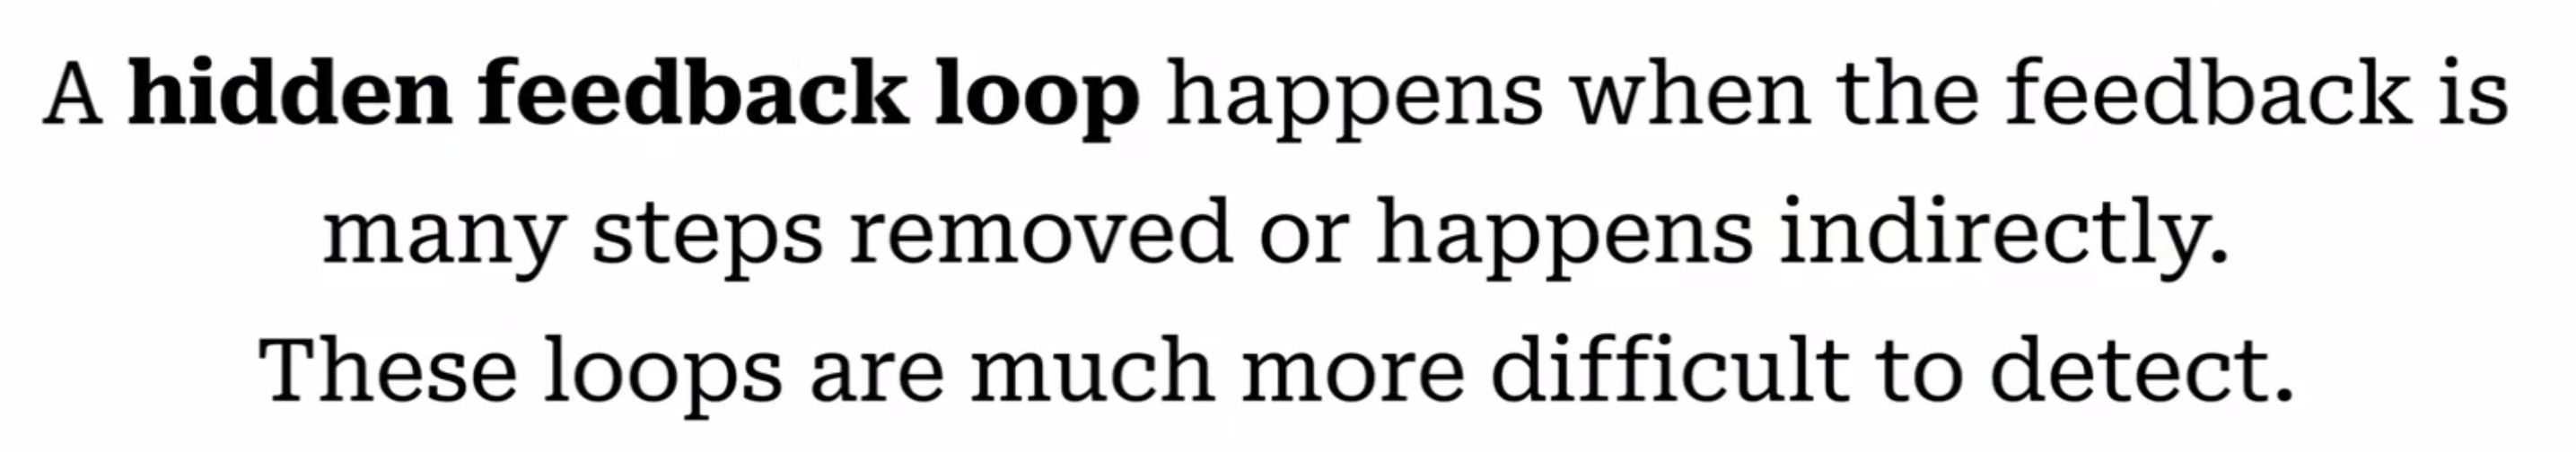 A hidden feedback loop happens when the feedback is
many steps removed or happens indirectly.
These loops are much more difficult to detect.